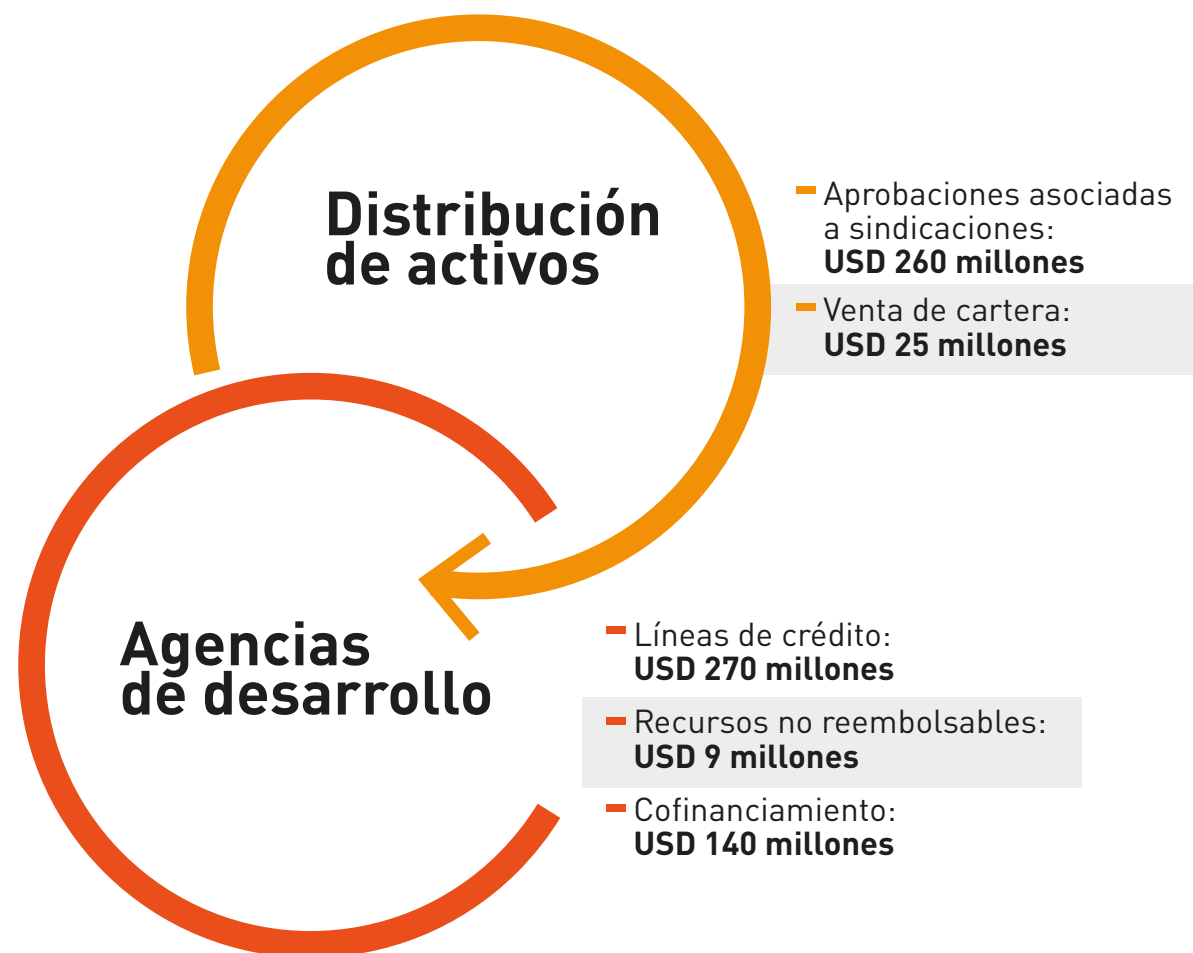 Distribución
de activos
Aprobaciones asociadas
a sindicaciones:
USD 260 millones
Venta de cartera:
USD 25 millones
Agencias
de desarrollo
Líneas de crédito:
USD 270 millones
Recursos no reembolsables:
USD 9 millones
Cofinanciamiento:
USD 140 millones